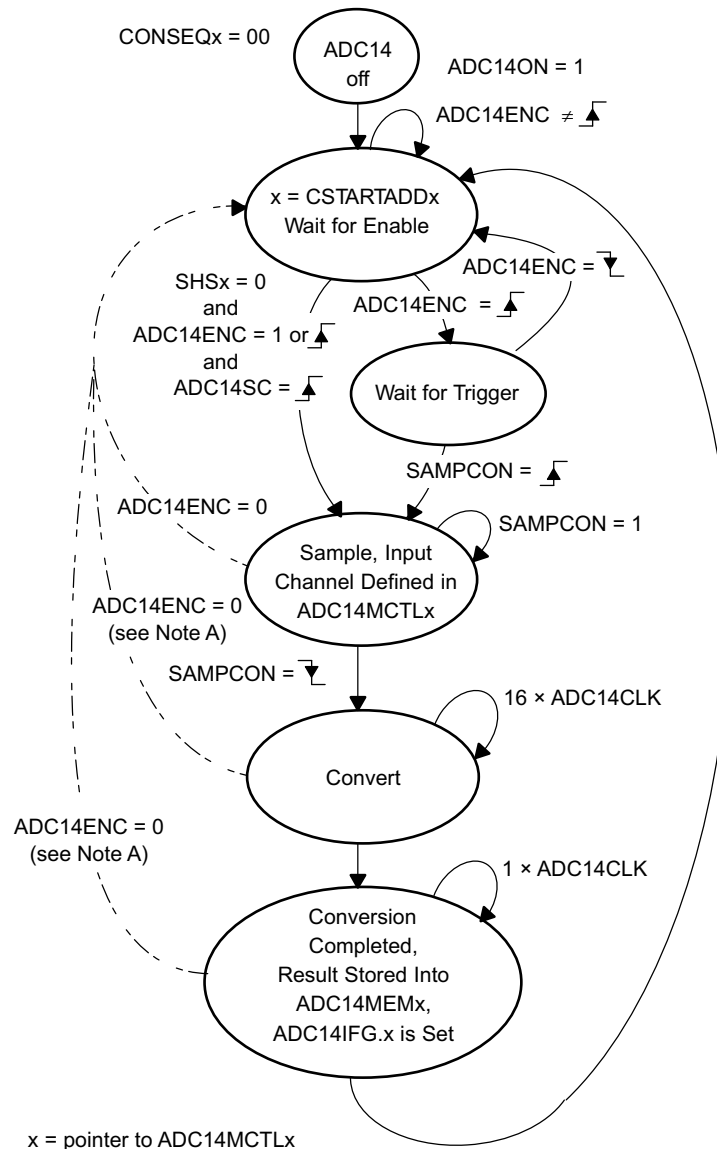 CONSEQx = 00
ADC14
off
ADC14ON = 1
ADC14ENC ≠
x = CSTARTADDx
Wait for Enable
SHSx = 0
and
ADC14ENC = 1 or
and
ADC14SC =
ADC14ENC =
ADC14ENC =
Wait for Trigger
SAMPCON =
ADC14ENC = 0
SAMPCON = 1
Sample, Input
Channel Defined in
ADC14MCTLx
ADC14ENC = 0
(see Note A)
SAMPCON =
16 × ADC14CLK
Convert
ADC14ENC = 0
(see Note A)
1 × ADC14CLK
Conversion
Completed,
Result Stored Into
ADC14MEMx,
ADC14IFG.x is Set
x = pointer to ADC14MCTLx